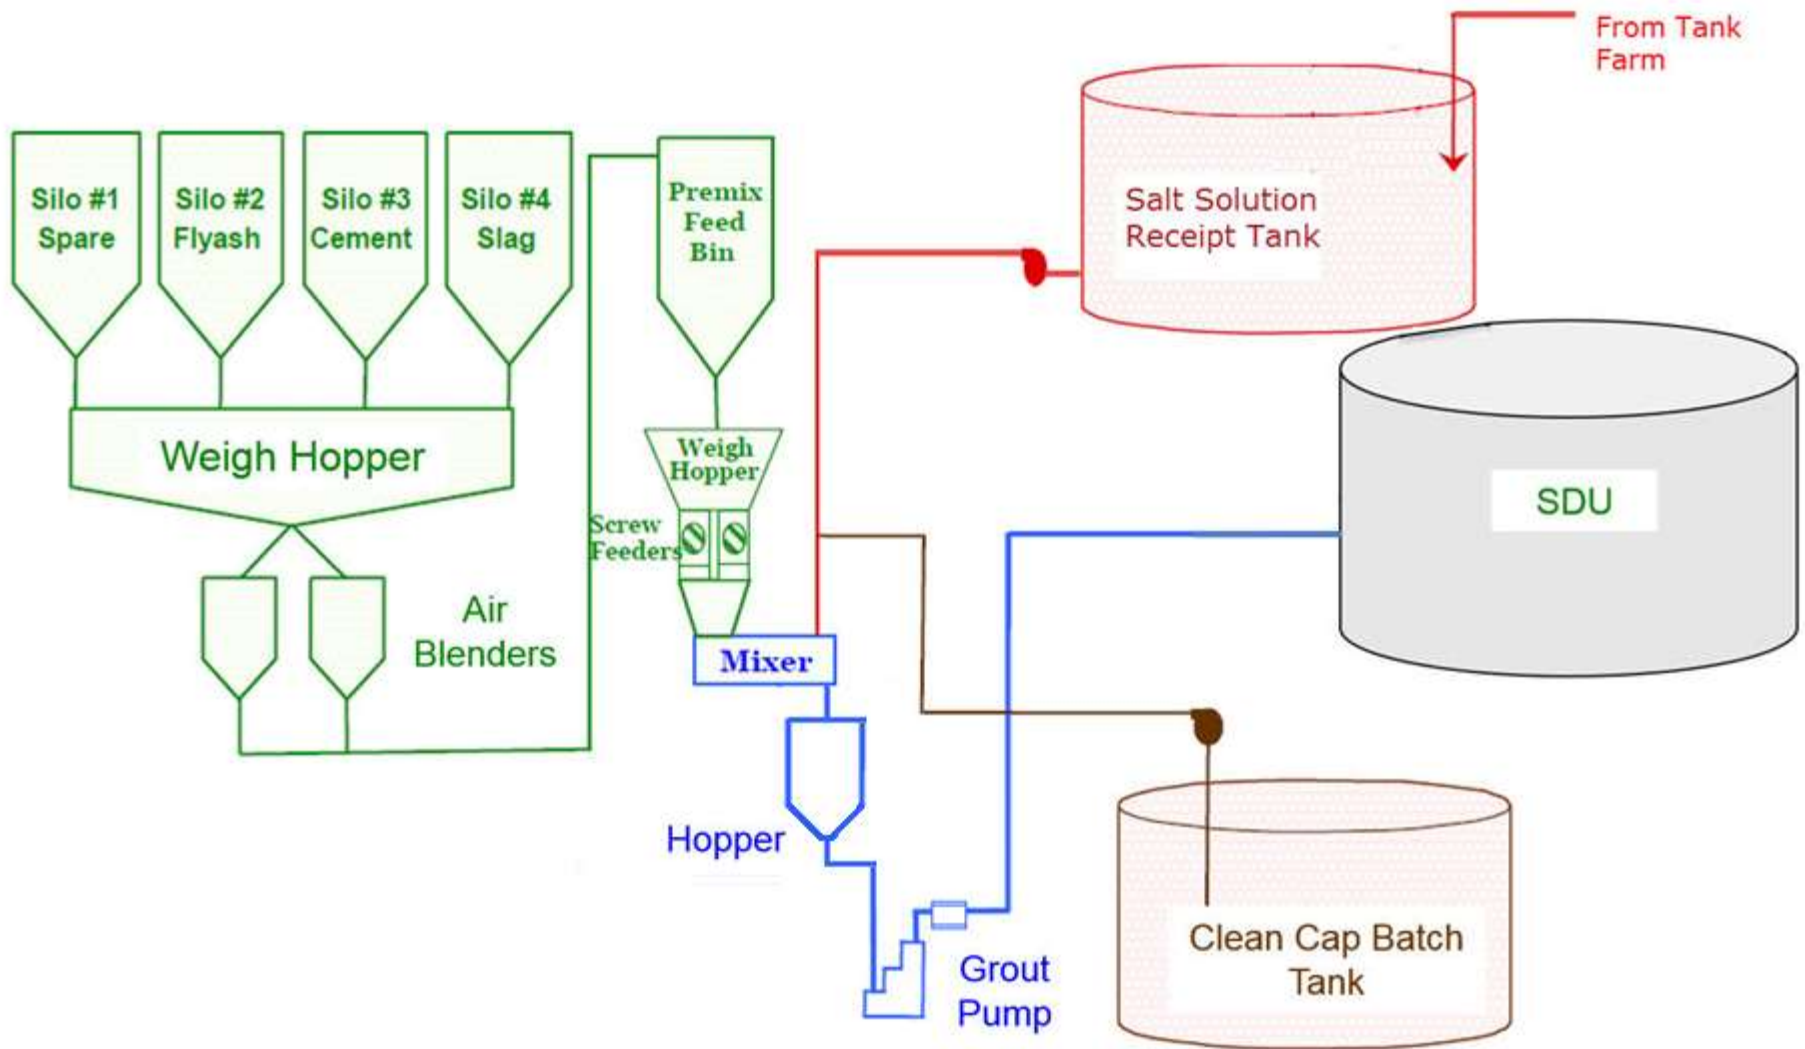 From Tank
Farm
Silo #1
Spare
Silo #2
Flyash
Silo #3
Cement
Silo #4
Slag
Premix
Feed
Bin
Salt Solution
Receipt Tank
Weigh Hopper
Weigh
Hopper
Screw
Feeders
SDU
Air
Blenders
Mixer
Hopper
Clean Cap Batch
Tank
Grout
Pump